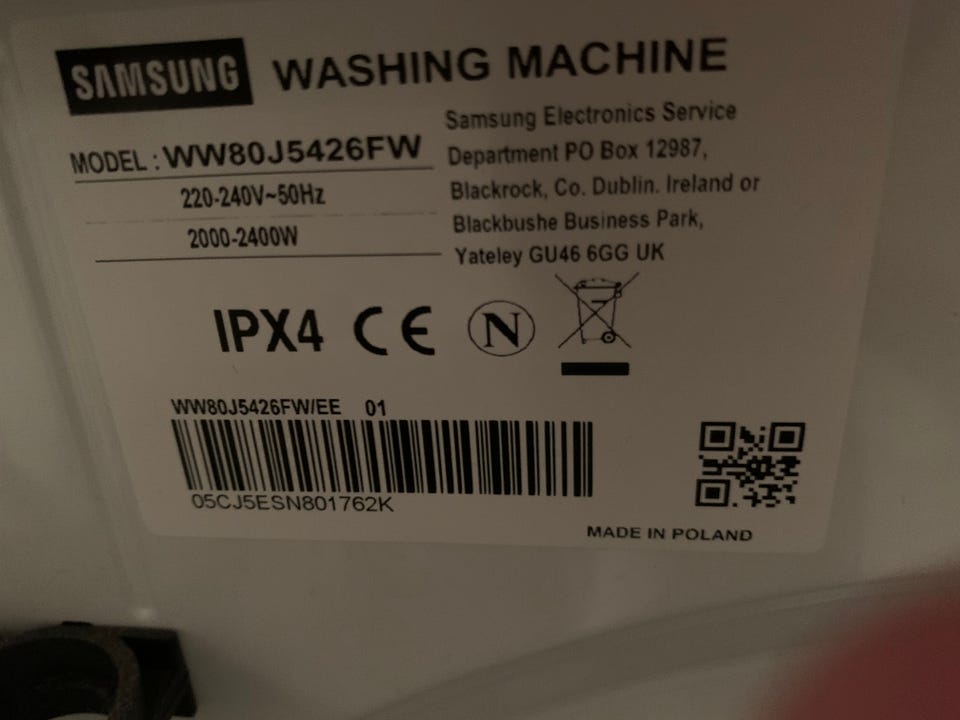 SAMSUNG WASHING MACHINE
MODEL : WW80J5426FW
220-240V~50Hz
2000-2400W
Samsung Electronics Service
Department PO Box 12987,
Blackrock, Co. Dublin. Ireland or
Blackbushe Business Park,
Yateley GU46 6GG UK
IPX4 CE N
WW80J5426FW/EE 01
05CJ5ESN801762K
MADE IN POLAND